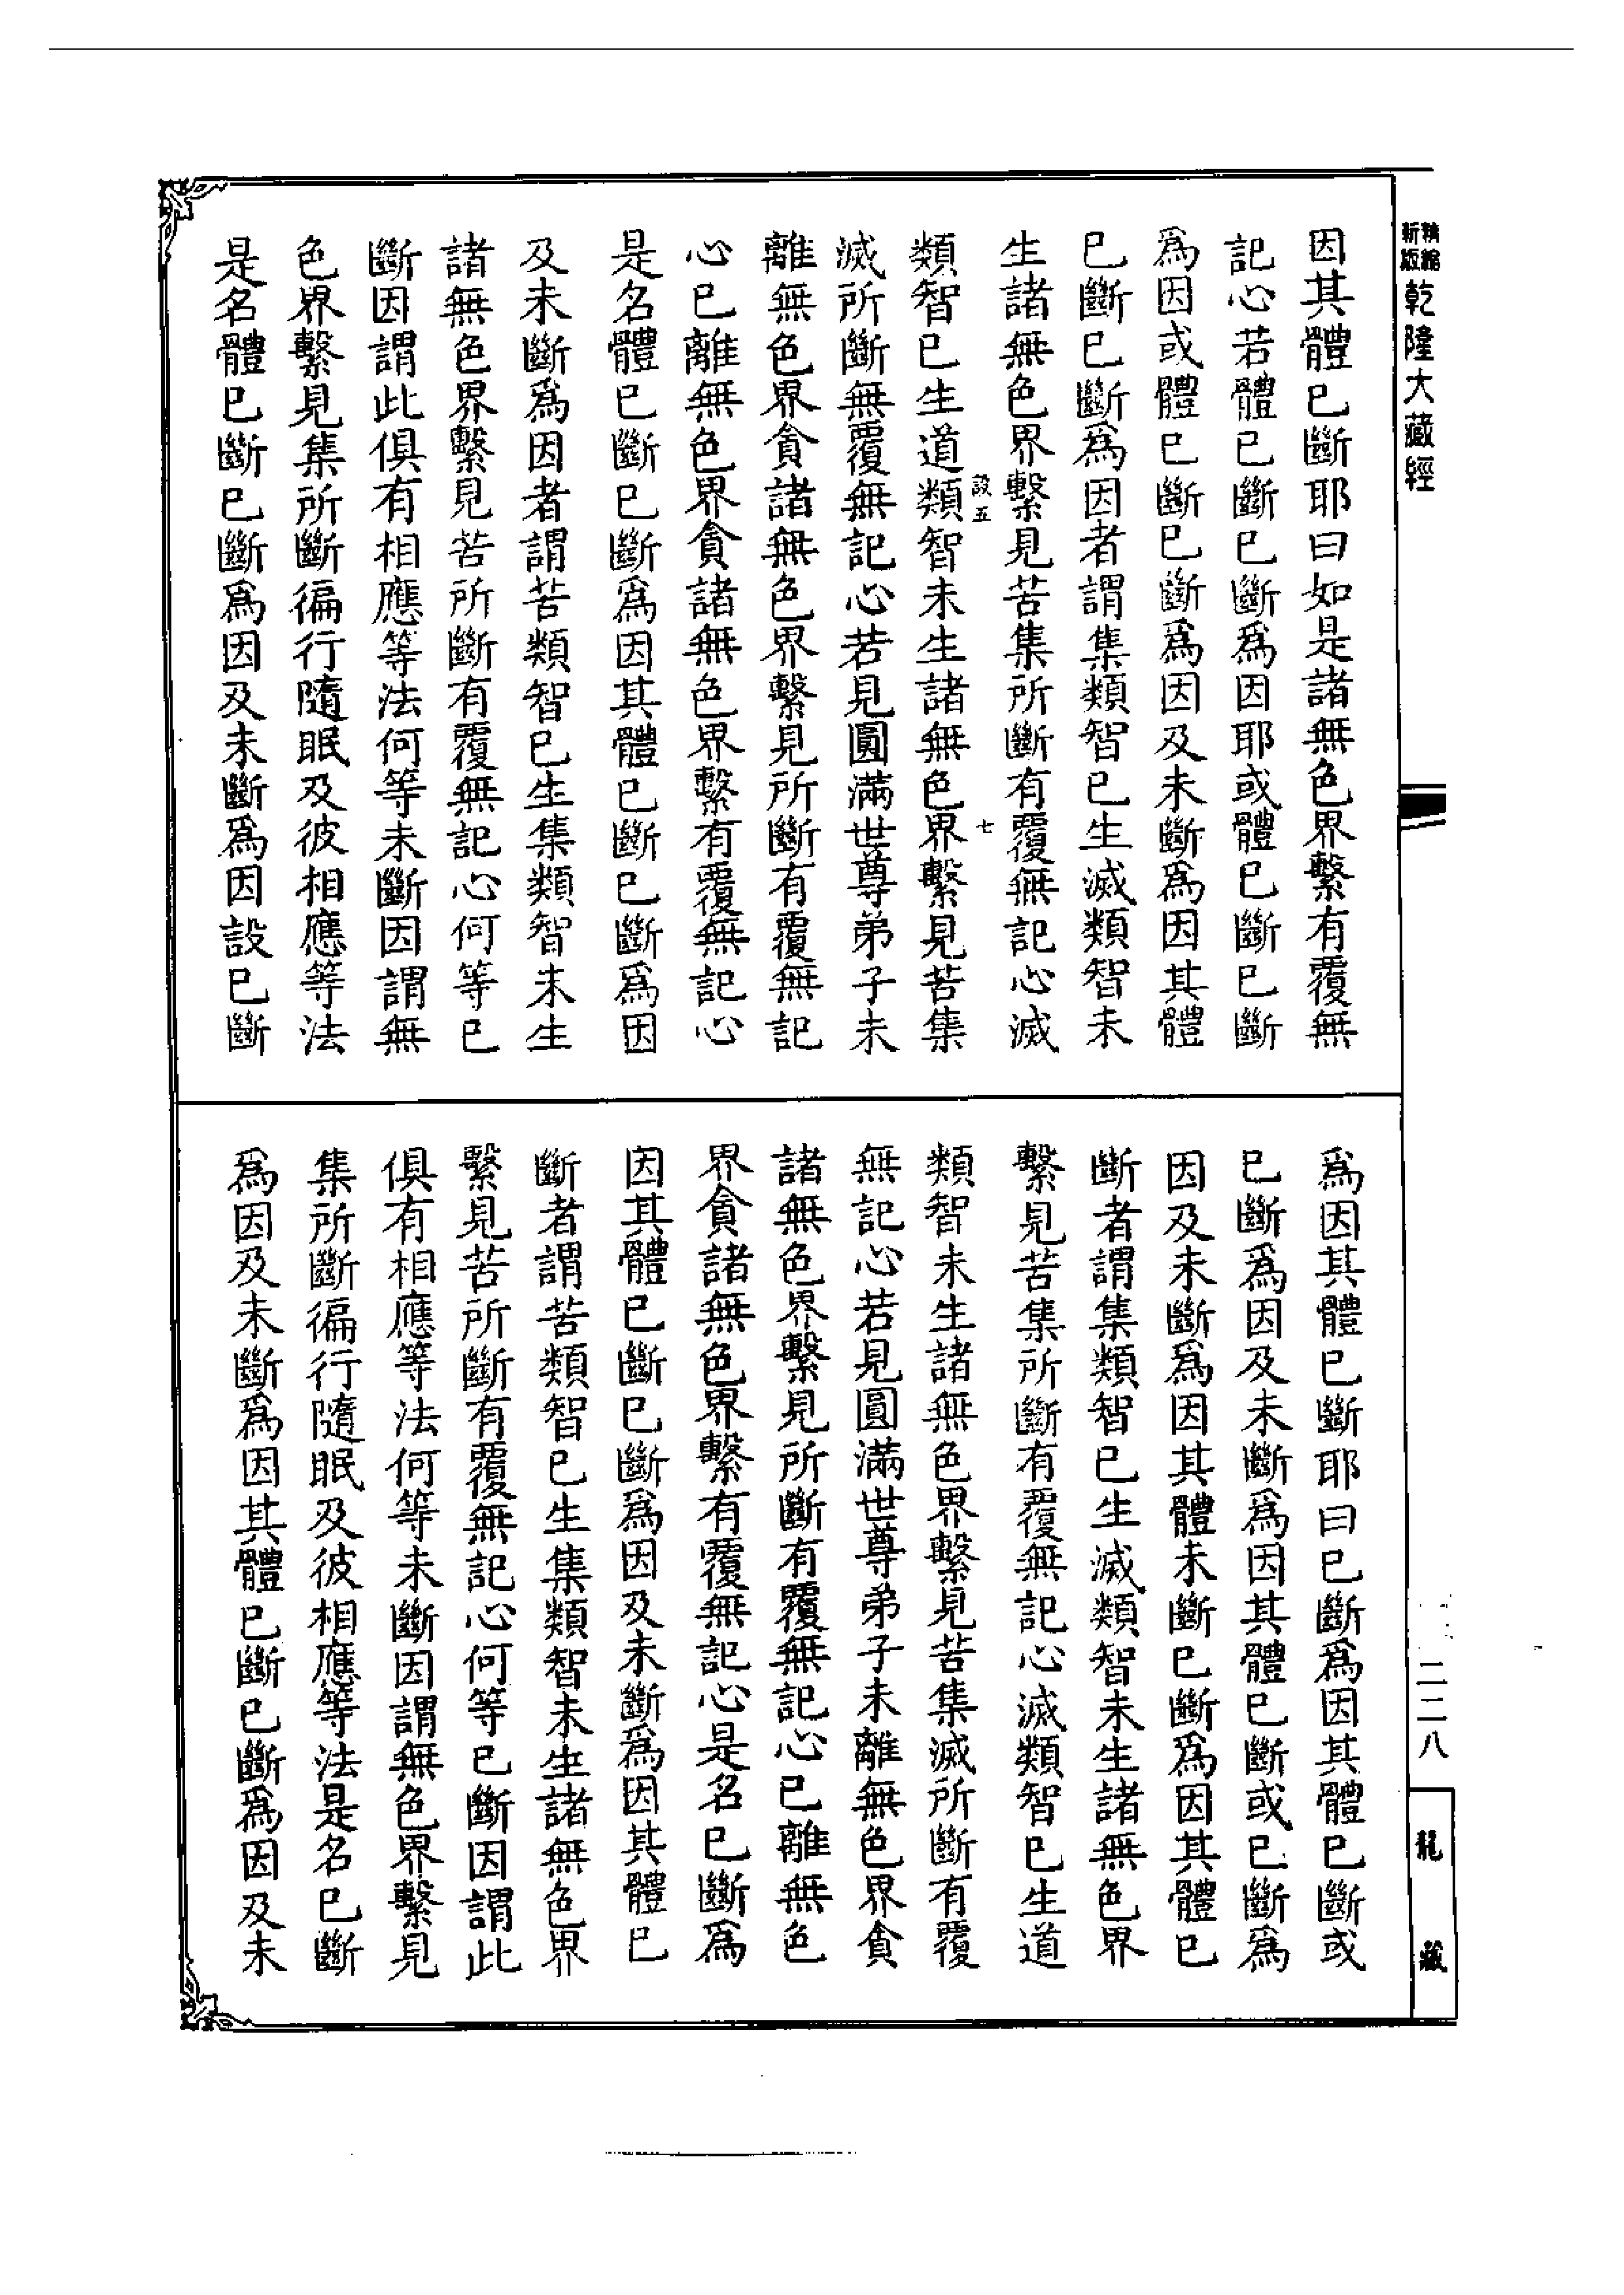 精縮新版乾隆大藏經
因其體已斷耶曰如是諸無色界繫有覆無
記心若體已斷已斷爲因耶或體已斷已斷
爲因或體已斷已斷爲因及未斷爲因其體
已斷已斷爲因者謂集類智已生滅類智未
生諸無色界繫見苦集所斷有覆無記心滅
設五
七
類智已生道類智未生諸無色界繫見苦集
滅所斷無覆無記心若見圓滿世尊弟子未
離無色界貪諸無色界繫見所斷有覆無記
心已離無色界貪諸無色界繫有覆無記心
是名體已斷已斷爲因其體已斷已斷爲因
及未斷爲因者謂苦類智已生集類智未生
諸無色界繫見苦所斷有覆無記心何等已
斷因謂此俱有相應等法何等未斷因謂無
色界繫見集所斷徧行隨眠及彼相應等法
是名體已斷已斷爲因及未斷爲因設已斷
爲因其體已斷耶曰已斷爲因其體已斷或
已斷爲因及未斷爲因其體已斷或已斷爲
因及未斷爲因其體未斷已斷爲因其體已
斷者謂集類智已生滅類智未生諸無色界
繫見苦集所斷有覆無記心滅類智已生道
類智未生諸無色界繫見苦集滅所斷有覆
無記心若見圓滿世尊弟子未離無色界貪
諸無色界繫見所斷有覆無記心已離無色
界貪諸無色界繫有覆無記心是名已斷爲
因其體已斷已斷爲因及未斷爲因其體已
斷者謂苦類智已生集類智未生諸無色界
繫見苦所斷有覆無記心何等已斷因謂此
俱有相應等法何等未斷因謂無色界繫見
集所斷徧行隨眠及彼相應等法是名已斷
爲因及未斷爲因其體已斷已斷爲因及未
二二八
龍藏